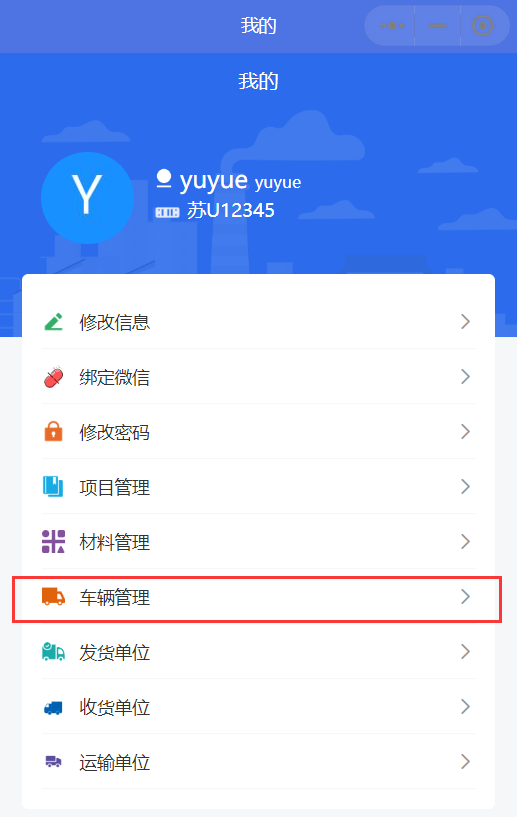 我的
我的
Y
yuyue yuyue
苏U12345
修改信息
绑定微信
修改密码
项目管理
材料管理
车辆管理
发货单位
收货单位
运输单位